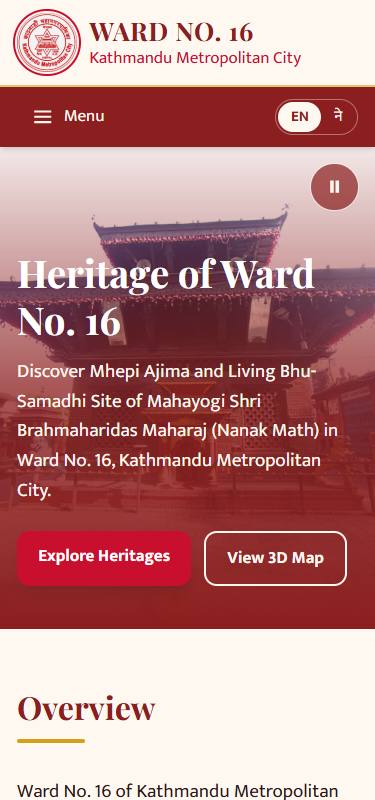 WARD NO. 16
Kathmandu Metropolitan City
Menu
EN ने
Heritage of Ward
No. 16
Discover Mhepi Ajima and Living Bhu-
Samadhi Site of Mahayogi Shri
Brahmaharidas Maharaj (Nanak Math) in
Ward No. 16, Kathmandu Metropolitan
City.
Explore Heritages View 3D Map
Overview
Ward No. 16 of Kathmandu Metropolitan